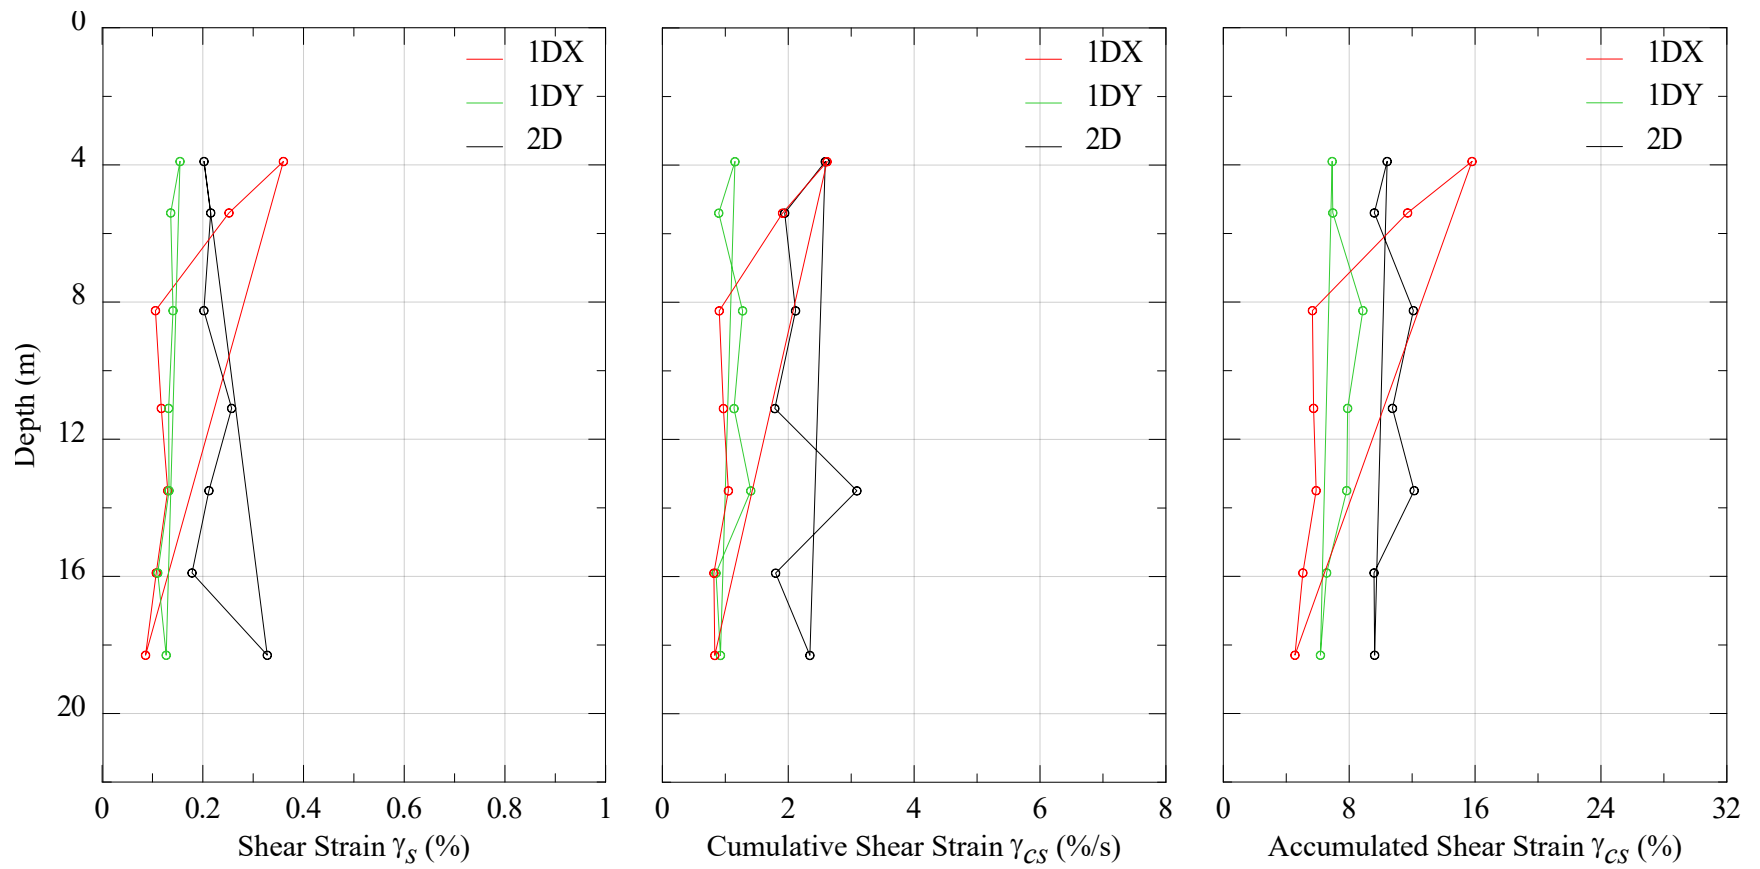 0
4
8
12
16
20
Depth (m)
1DX
1DY
2D
0 0.2 0.4 0.6 0.8 1
Shear Strain γS (%)
1DX
1DY
2D
0 2 4 6 8
Cumulative Shear Strain γCS (%/s)
1DX
1DY
2D
0 8 16 24 32
Accumulated Shear Strain γCS (%)